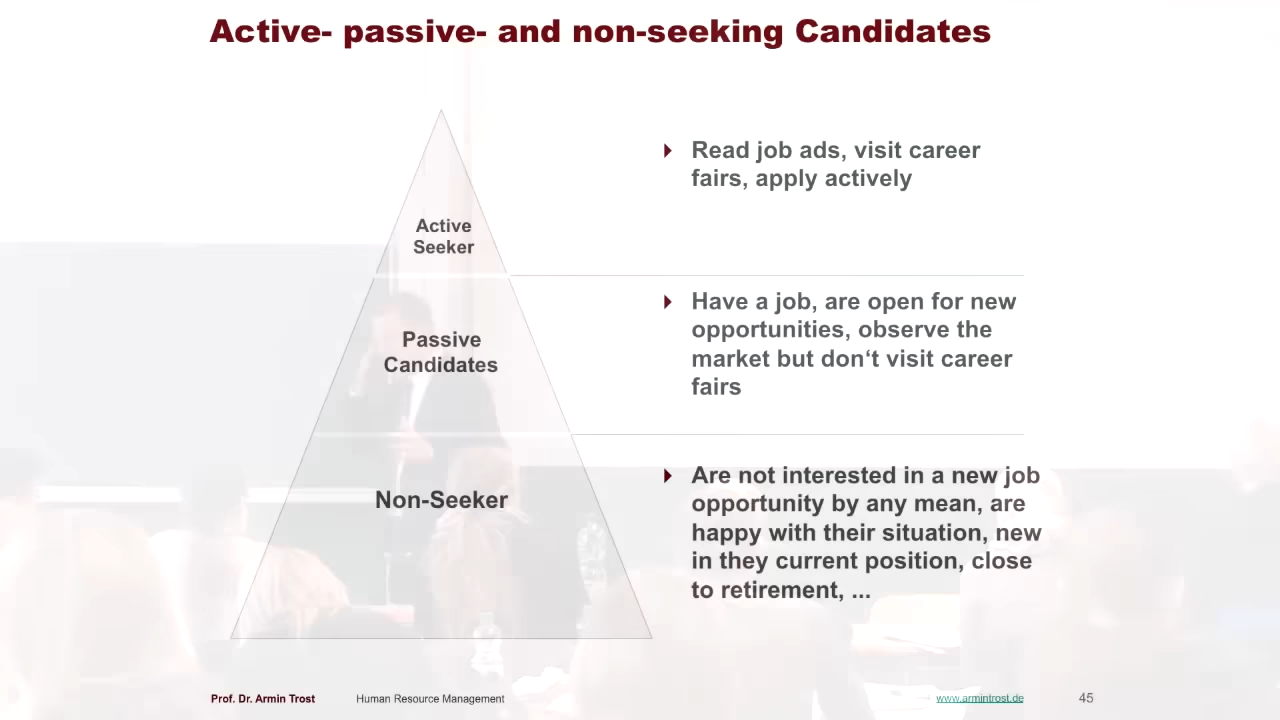 Active- passive- and non-seeking Candidates
Active
Seeker
Read job ads, visit career
fairs, apply actively
Passive
Candidates
Have a job, are open for new
opportunities, observe the
market but don‘t visit career
fairs
Non-Seeker
Are not interested in a new job
opportunity by any mean, are
happy with their situation, new
in they current position, close
to retirement, ...
Prof. Dr. Armin Trost
Human Resource Management
www.armintrost.de
45